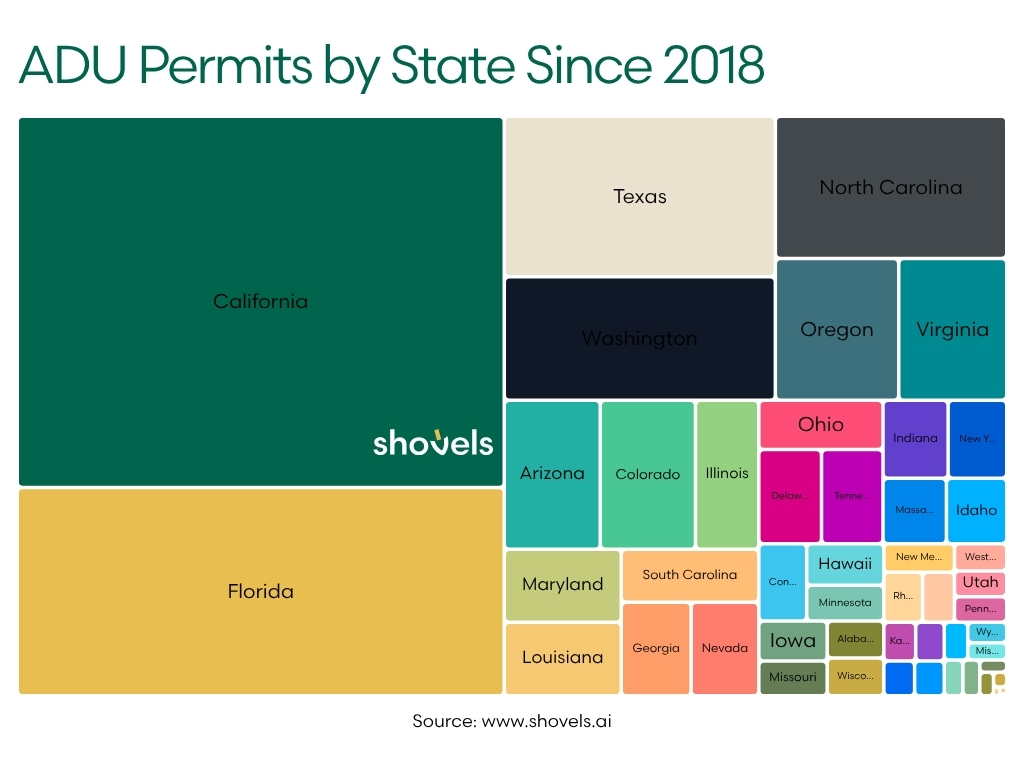 ADU Permits by State Since 2018
California
shovels
Florida
Texas
Washington
North Carolina
Oregon
Virginia
Arizona
Colorado
Illinois
Ohio
Delaw...
Tenne...
Indiana
New Y...
Massa...
Idaho
Maryland
South Carolina
Louisiana
Georgia
Nevada
Con...
Hawaii
Minnesota
New Me...
West...
Rh...
Utah
Penn...
Iowa
Alaba...
Missouri
Wisco...
Ka...
Wy...
Mis...
Source: www.shovels.ai